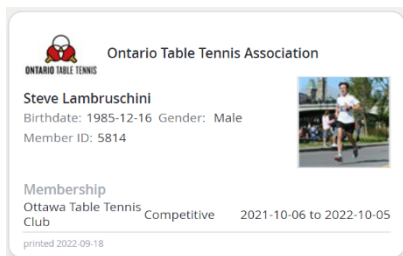 ONTARIO TABLE TENNIS
Ontario Table Tennis Association
Steve Lambruschini
Birthdate: 1985-12-16 Gender: Male
Member ID: 5814
Membership
Ottawa Table Tennis Club Competitive 2021-10-06 to 2022-10-05
printed 2022-09-18